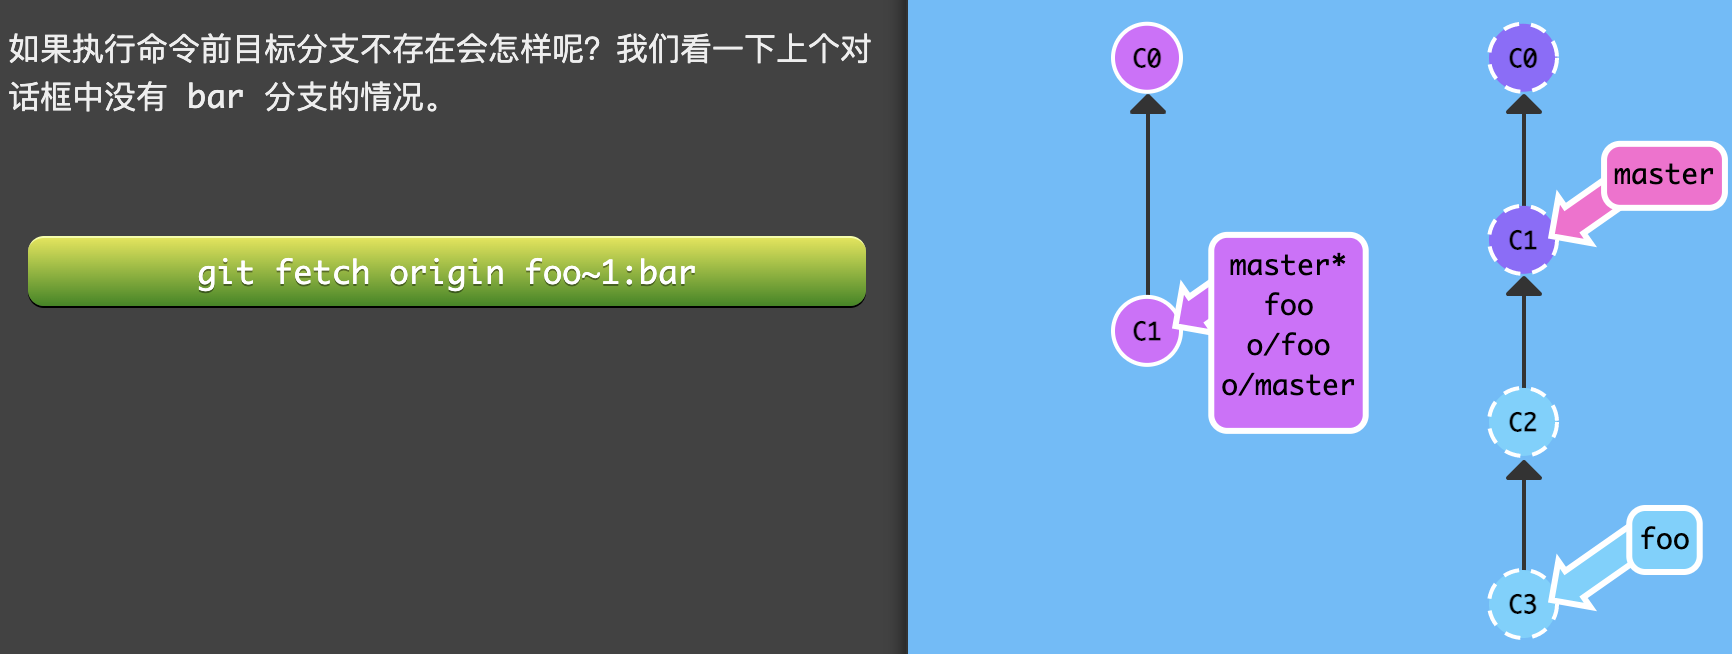 如果执行命令前目标分支不存在会怎样呢？我们看一下上个对
话框中没有 bar 分支的情况。
git fetch origin foo~1:bar
C0
C1
master*
foo
o/foo
o/master
C0
master
C1
C2
foo
C3